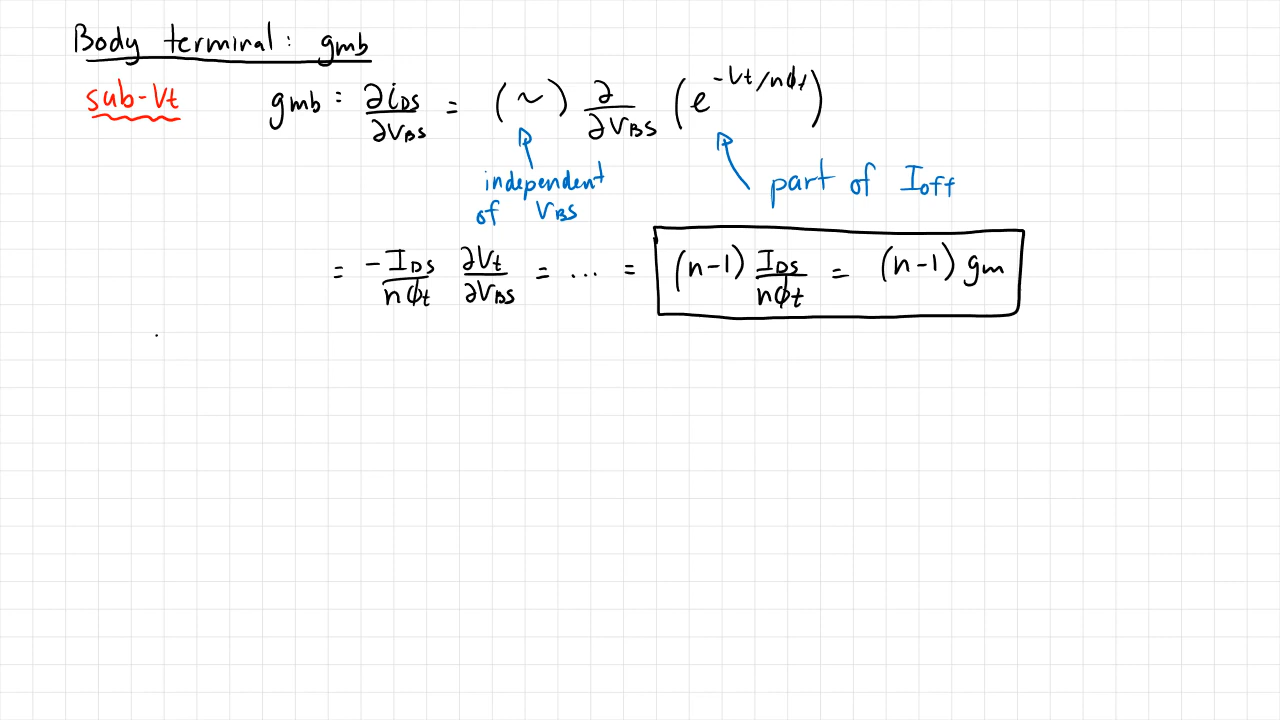 Body terminal: gmb
sub-Vt gmb = ∂iDS/∂VBS = (~) ∂/∂VBS (e^(-Vt/nϕt))
independent of VBS
part of Ioff
= -IDS/nϕt ∂Vt/∂VBS = ... = (n-1) IDS/nϕt = (n-1) gm